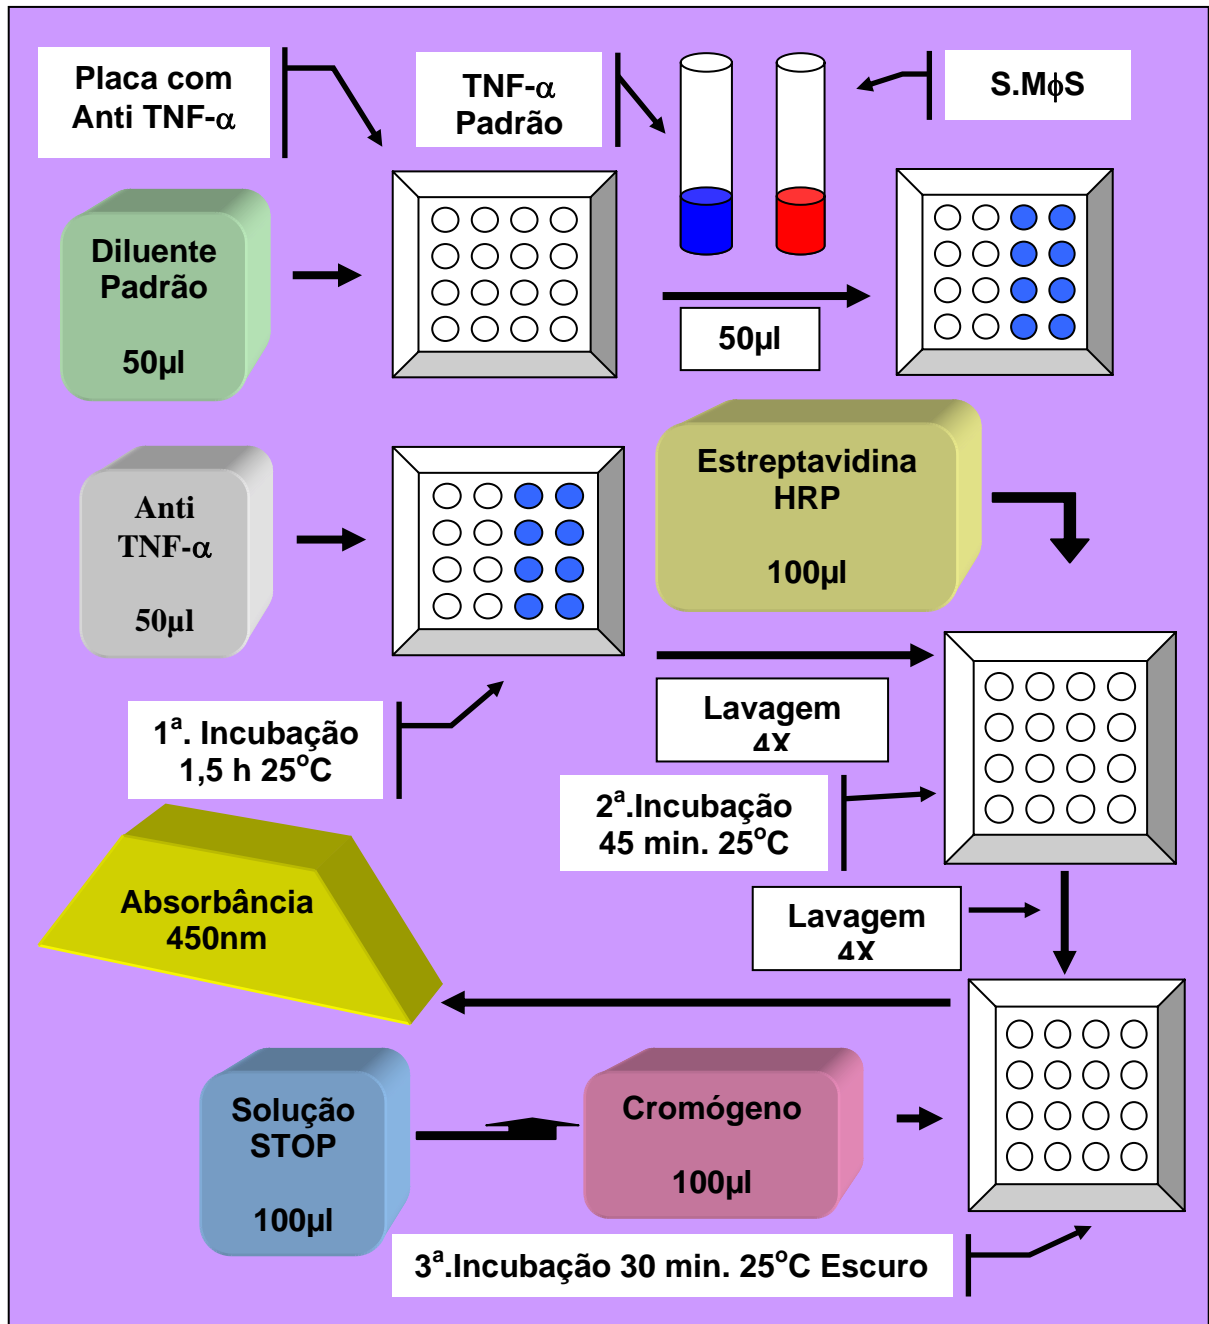 Placa com
Anti TNF-α
TNF-α
Padrão
S.MϕS
Diluente
Padrão
50µl
50µl
Anti
TNF-α
50µl
Estreptavidina
HRP
100µl
1ª. Incubação
1,5 h 25°C
Lavagem
4X
2ª.Incubação
45 min. 25°C
Lavagem
4X
Absorbância
450nm
Solução
STOP
100µl
Cromógeno
100µl
3ª.Incubação 30 min. 25°C Escuro